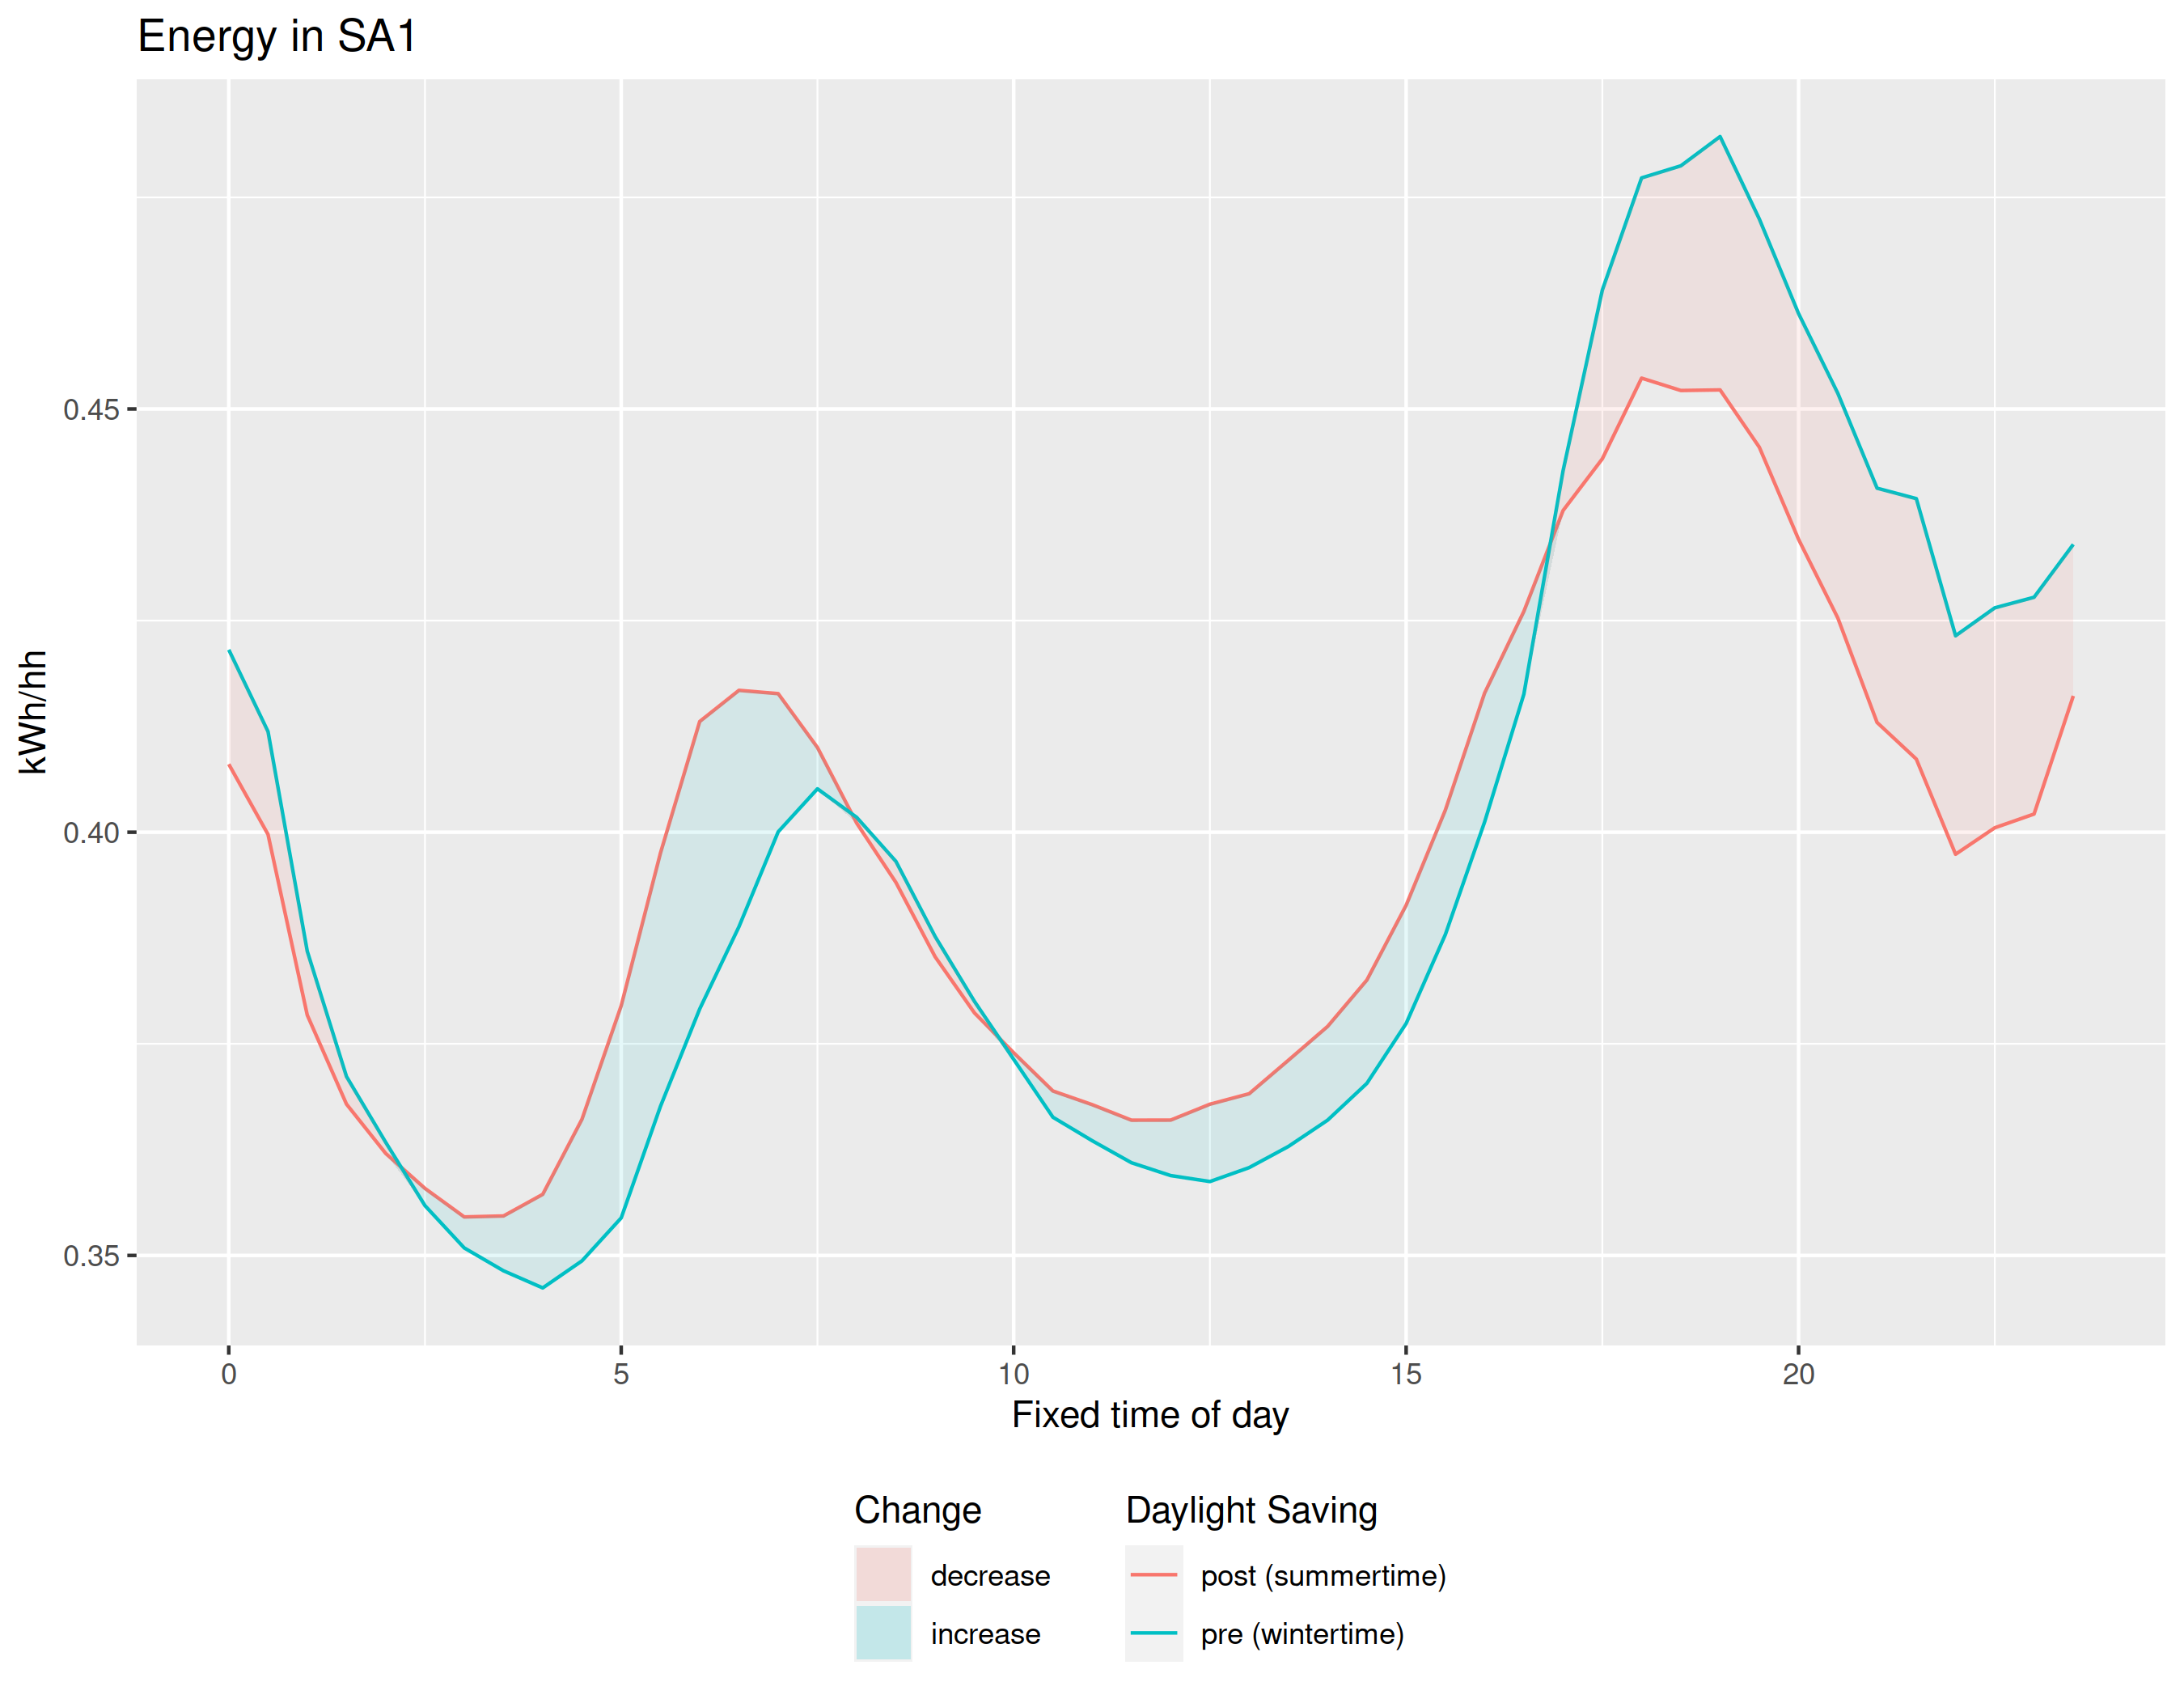 Energy in SA1
kWh/hh
0.45
0.40
0.35
0 5 10 15 20
Fixed time of day
Change
decrease
increase
Daylight Saving
post (summertime)
pre (wintertime)